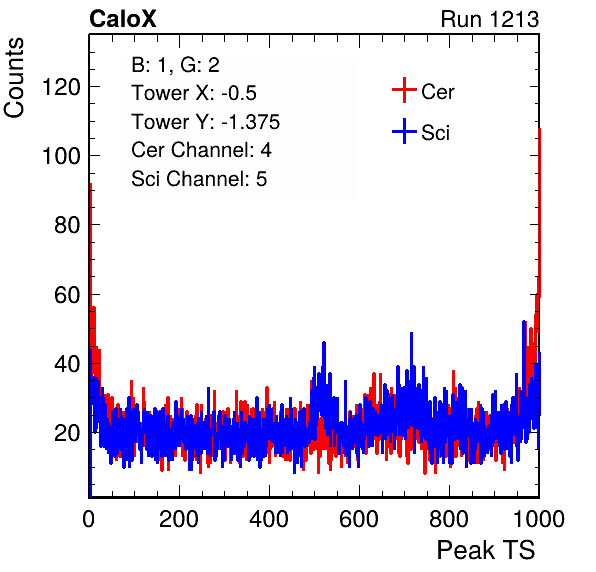 CaloX Run 1213
Counts
B: 1, G: 2
Tower X: -0.5
Tower Y: -1.375
Cer Channel: 4
Sci Channel: 5
Cer
Sci
120
100
80
60
40
20
0 200 400 600 800 1000
Peak TS